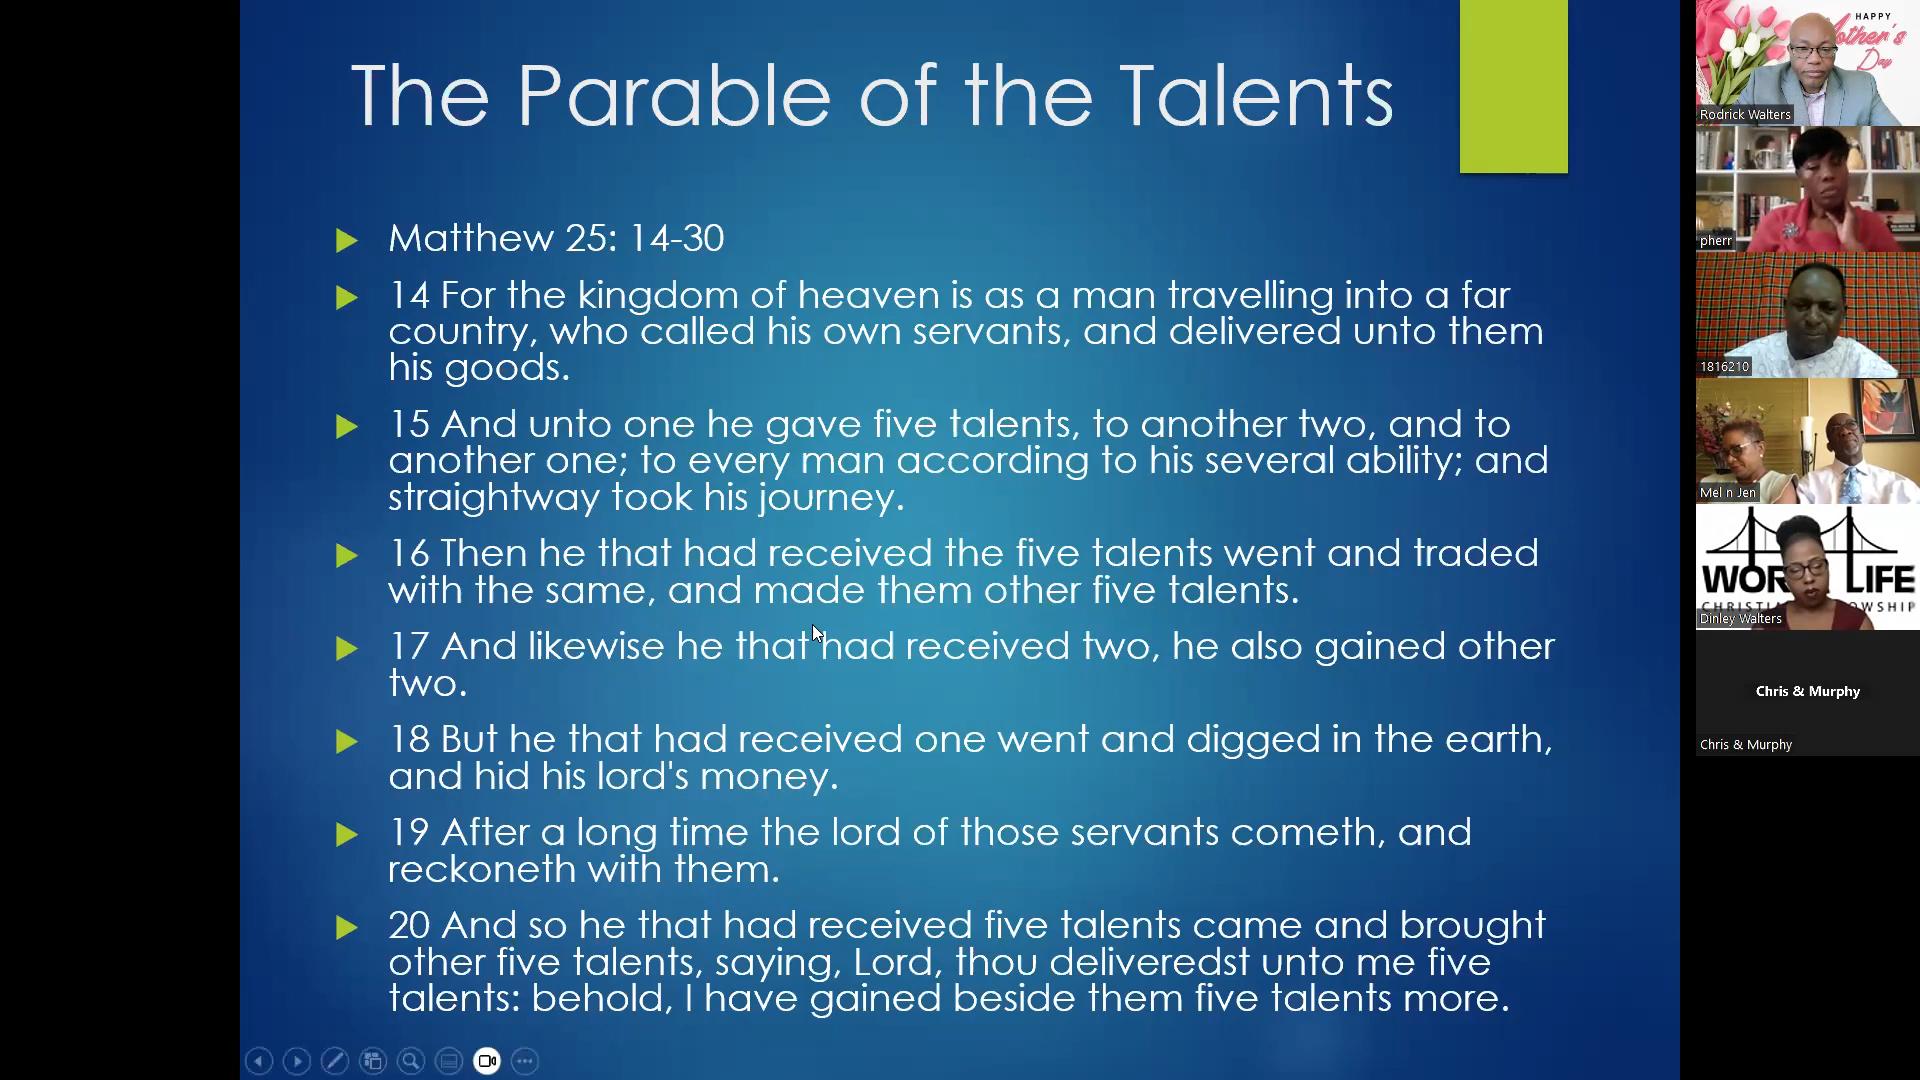 The Parable of the Talents
Matthew 25: 14-30
14 For the kingdom of heaven is as a man travelling into a far
country, who called his own servants, and delivered unto them
his goods.
15 And unto one he gave five talents, to another two, and to
another one; to every man according to his several ability; and
straightway took his journey.
16 Then he that had received the five talents went and traded
with the same, and made them other five talents.
17 And likewise he that had received two, he also gained other
two.
18 But he that had received one went and digged in the earth,
and hid his lord's money.
19 After a long time the lord of those servants cometh, and
reckoneth with them.
20 And so he that had received five talents came and brought
other five talents, saying, Lord, thou deliveredst unto me five
talents: behold, I have gained beside them five talents more.
HAPPY
Mother's
Day
Rodrick Walters
pherr
1816210
Mel n Jen
WOR LIFE
CHRISTI LOWSHIP
Dinley Walters
Chris & Murphy
Chris & Murphy